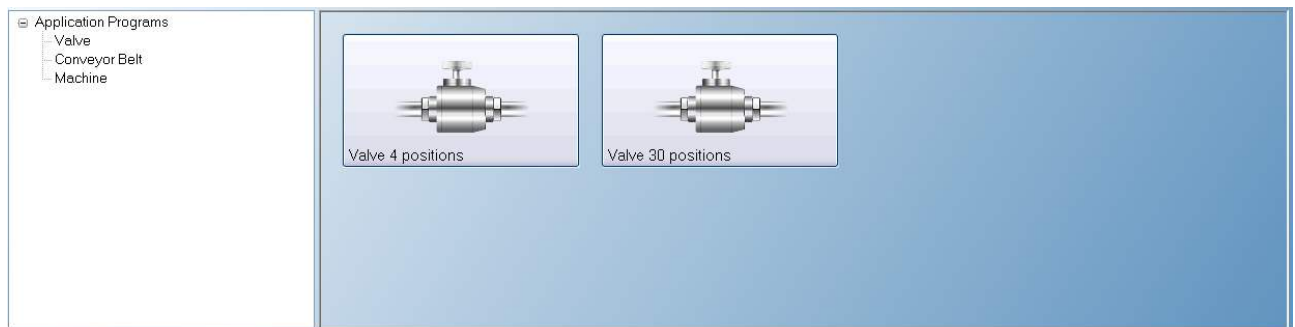 Application Programs
Valve
Conveyor Belt
Machine
Valve 4 positions
Valve 30 positions